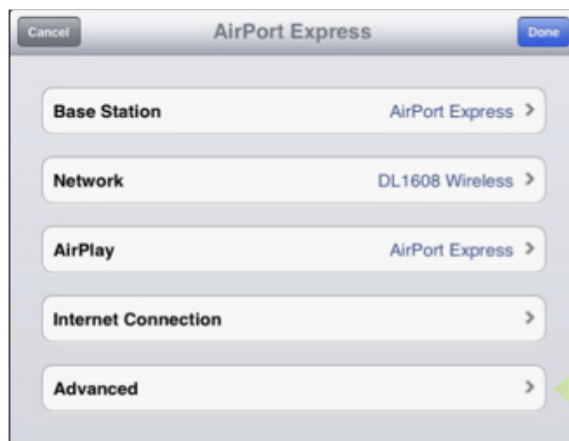 Cancel AirPort Express Done
Base Station AirPort Express >
Network DL1608 Wireless >
AirPlay AirPort Express >
Internet Connection >
Advanced >